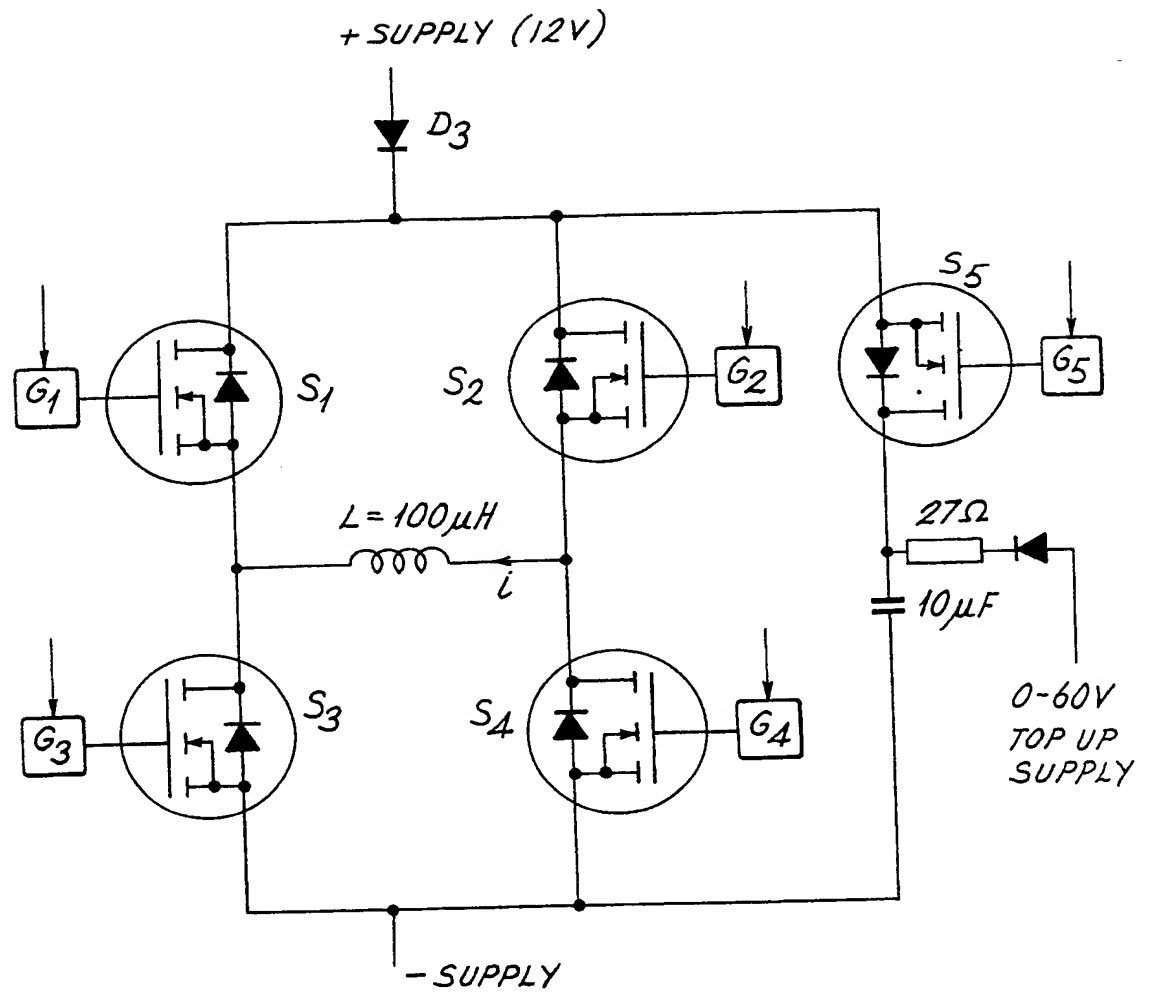 + SUPPLY (12V)
D3
S5
G1
S1
S2
G2
G5
L=100μH
i
27Ω
10μF
G3
S3
S4
G4
0-60V
TOP UP
SUPPLY
- SUPPLY